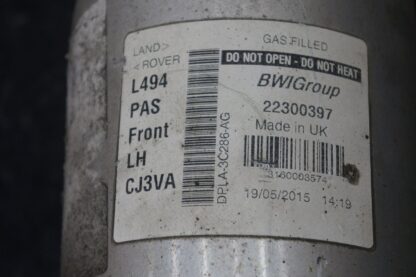 LAND>
<ROVER
L494
PAS
Front
LH
CJ3VA
DPLA-3C286-AG
GAS FILLED
DO NOT OPEN - DO NOT HEAT
BWIGroup
22300397
Made in UK
3160003574
19/05/2015 14:19